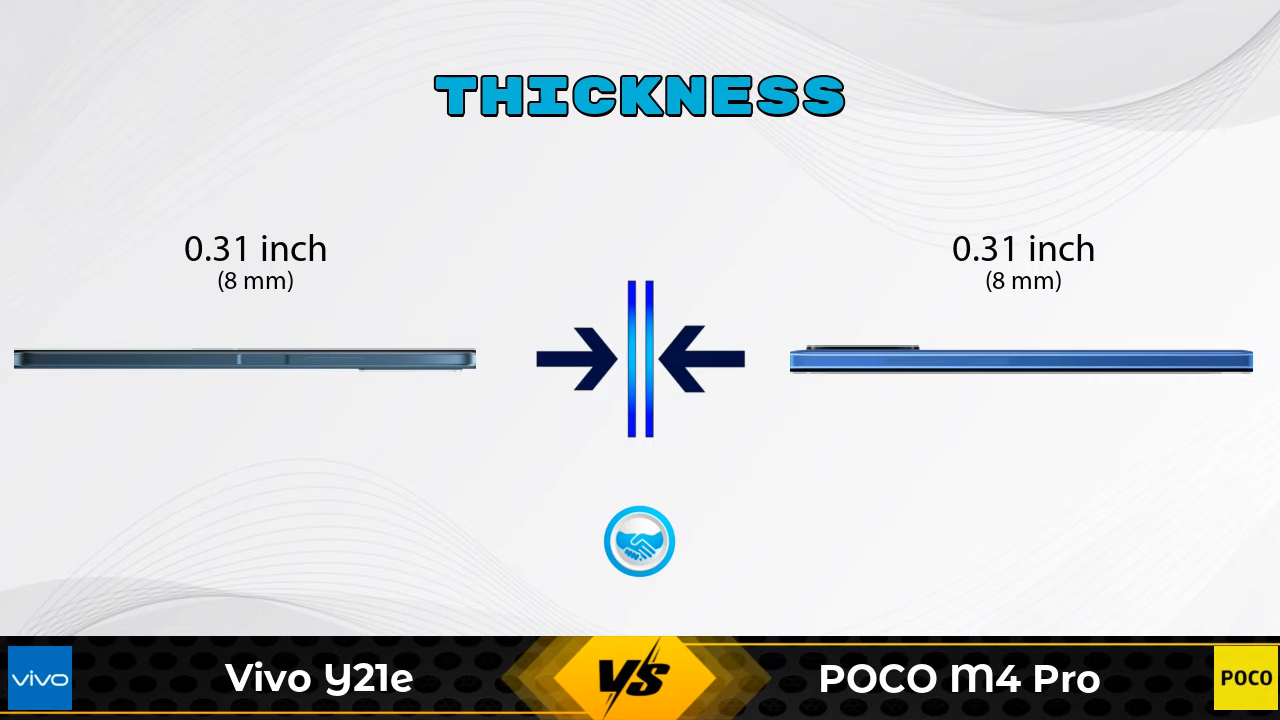 THICKNESS
0.31 inch
(8 mm)
0.31 inch
(8 mm)
vivo
Vivo Y21e
VS
POCO M4 Pro
POCO